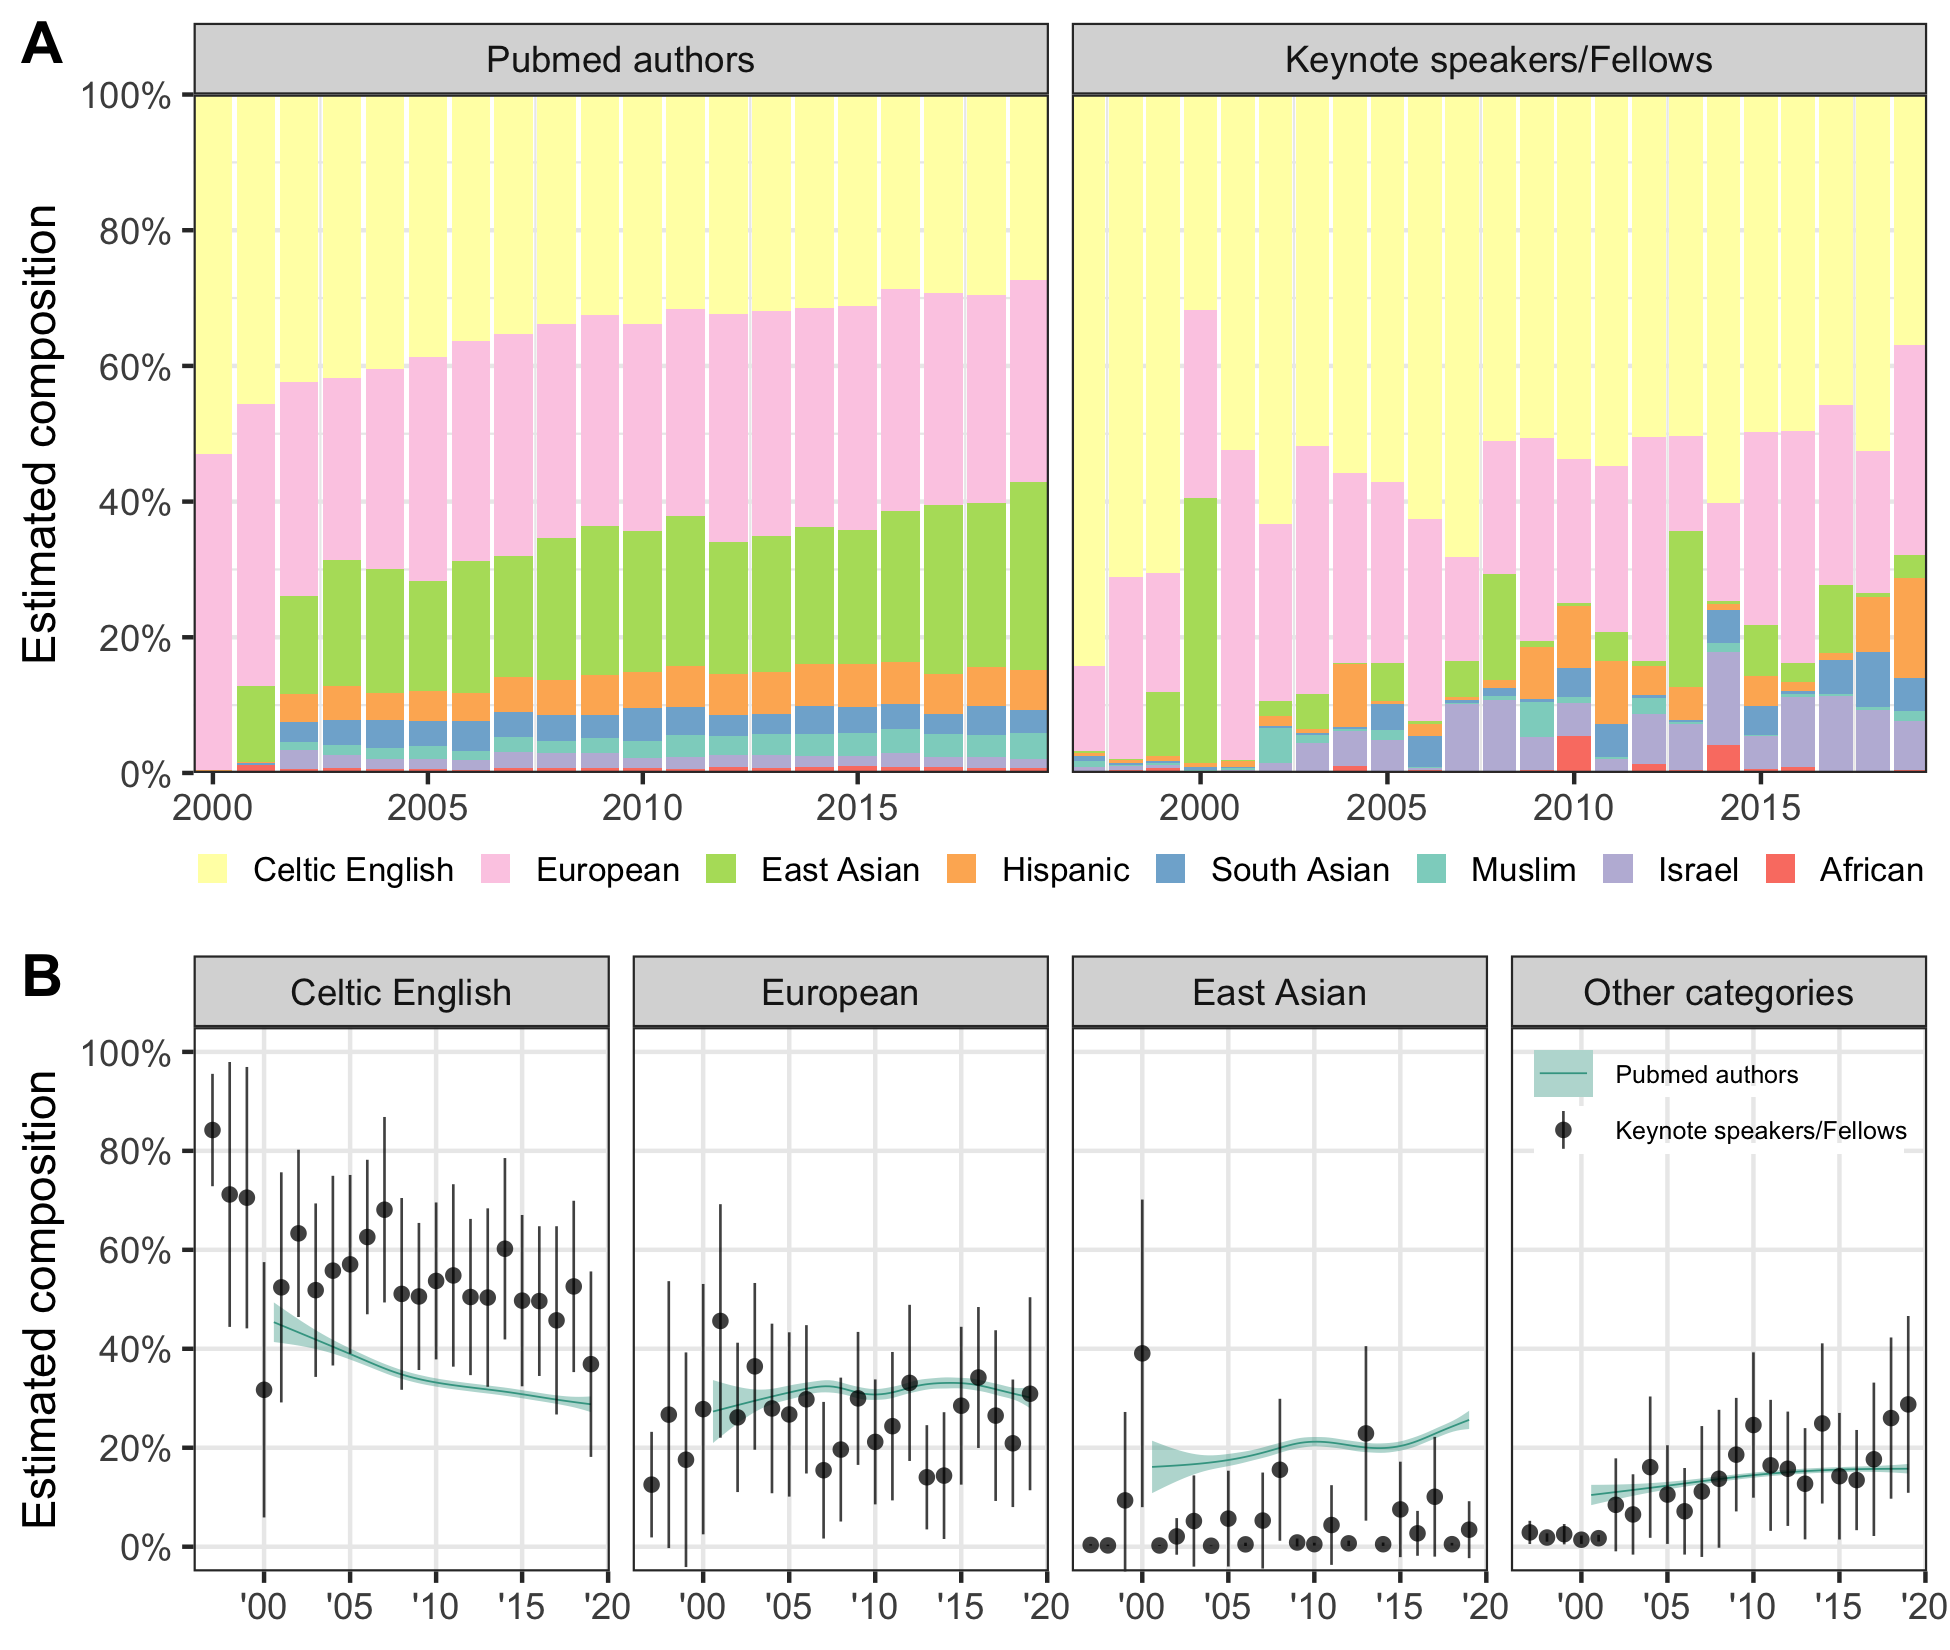 A
Pubmed authors
Keynote speakers/Fellows
Estimated composition
100%
80%
60%
40%
20%
0%
2000 2005 2010 2015
2000 2005 2010 2015
Celtic English European East Asian Hispanic South Asian Muslim Israel African
B
Celtic English
European
East Asian
Other categories
Estimated composition
100%
80%
60%
40%
20%
0%
Pubmed authors
Keynote speakers/Fellows
'00 '05 '10 '15 '20
'00 '05 '10 '15 '20
'00 '05 '10 '15 '20
'00 '05 '10 '15 '20